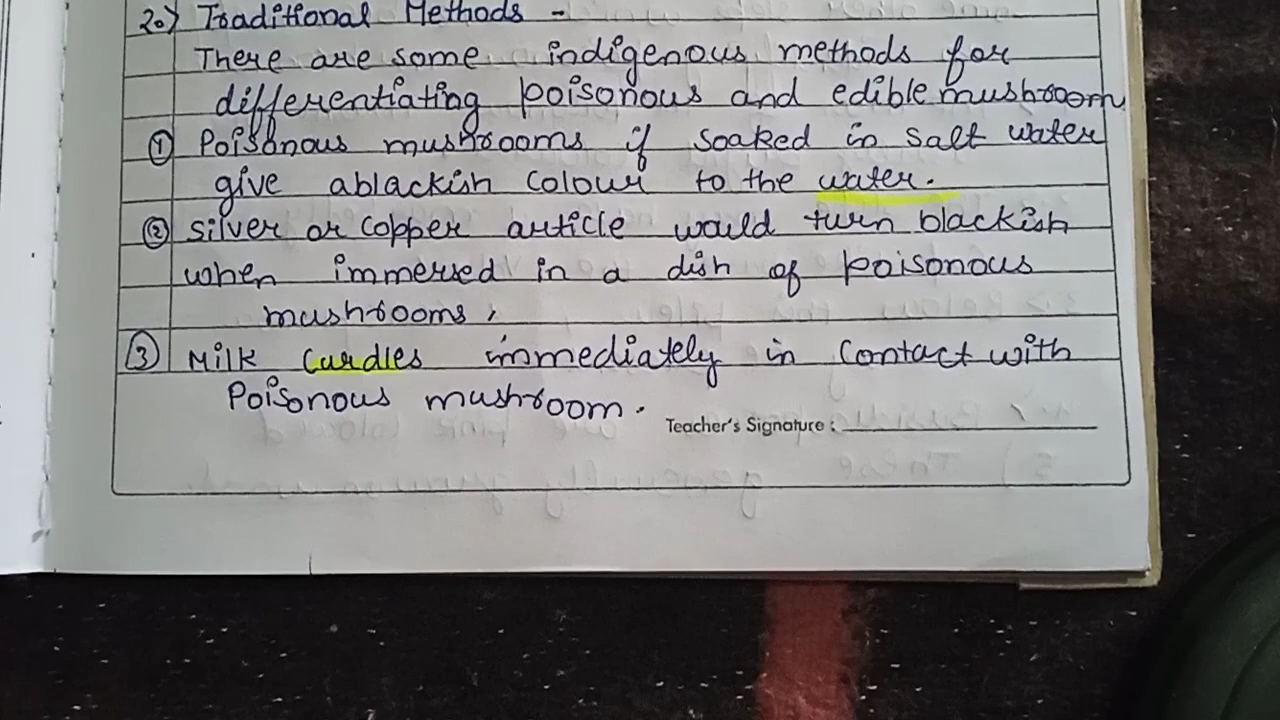 20) Traditional Methods -
There are some indigenous methods for
differentiating poisonous and edible mushroom
① Poisonous mushrooms if soaked in salt water
give ablackish colour to the water.
② Silver or Copper article would turn blackish
when immersed in a dish of poisonous
mushrooms,
③ Milk Curdles immediately in Contact with
Poisonous mushroom.
Teacher's Signature :